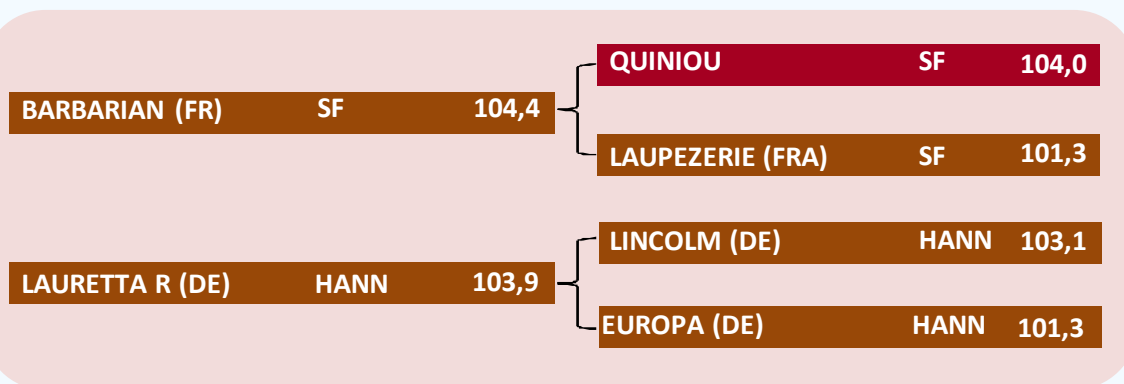 QUINIOU SF 104,0
BARBARIAN (FR) SF 104,4
LAUPEZERIE (FRA) SF 101,3
LINCOLM (DE) HANN 103,1
LAURETTA R (DE) HANN 103,9
EUROPA (DE) HANN 101,3